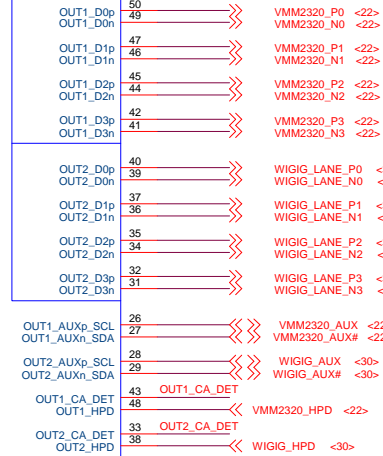 OUT1_D0p 50 VMM2320_P0 <22>
OUT1_D0n 49 VMM2320_N0 <22>
OUT1_D1p 47 VMM2320_P1 <22>
OUT1_D1n 46 VMM2320_N1 <22>
OUT1_D2p 45 VMM2320_P2 <22>
OUT1_D2n 44 VMM2320_N2 <22>
OUT1_D3p 42 VMM2320_P3 <22>
OUT1_D3n 41 VMM2320_N3 <22>
OUT2_D0p 40 WIGIG_LANE_P0 <
OUT2_D0n 39 WIGIG_LANE_N0 <
OUT2_D1p 37 WIGIG_LANE_P1 <
OUT2_D1n 36 WIGIG_LANE_N1 <
OUT2_D2p 35 WIGIG_LANE_P2 <
OUT2_D2n 34 WIGIG_LANE_N2 <
OUT2_D3p 32 WIGIG_LANE_P3 <
OUT2_D3n 31 WIGIG_LANE_N3 <
OUT1_AUXp_SCL 26 VMM2320_AUX <22
OUT1_AUXn_SDA 27 VMM2320_AUX# <22
OUT2_AUXp_SCL 28 WIGIG_AUX <30>
OUT2_AUXn_SDA 29 WIGIG_AUX# <30>
OUT1_CA_DET 43 OUT1_CA_DET
OUT1_HPD 48 VMM2320_HPD <22>
OUT2_CA_DET 33 OUT2_CA_DET
OUT2_HPD 38 WIGIG_HPD <30>